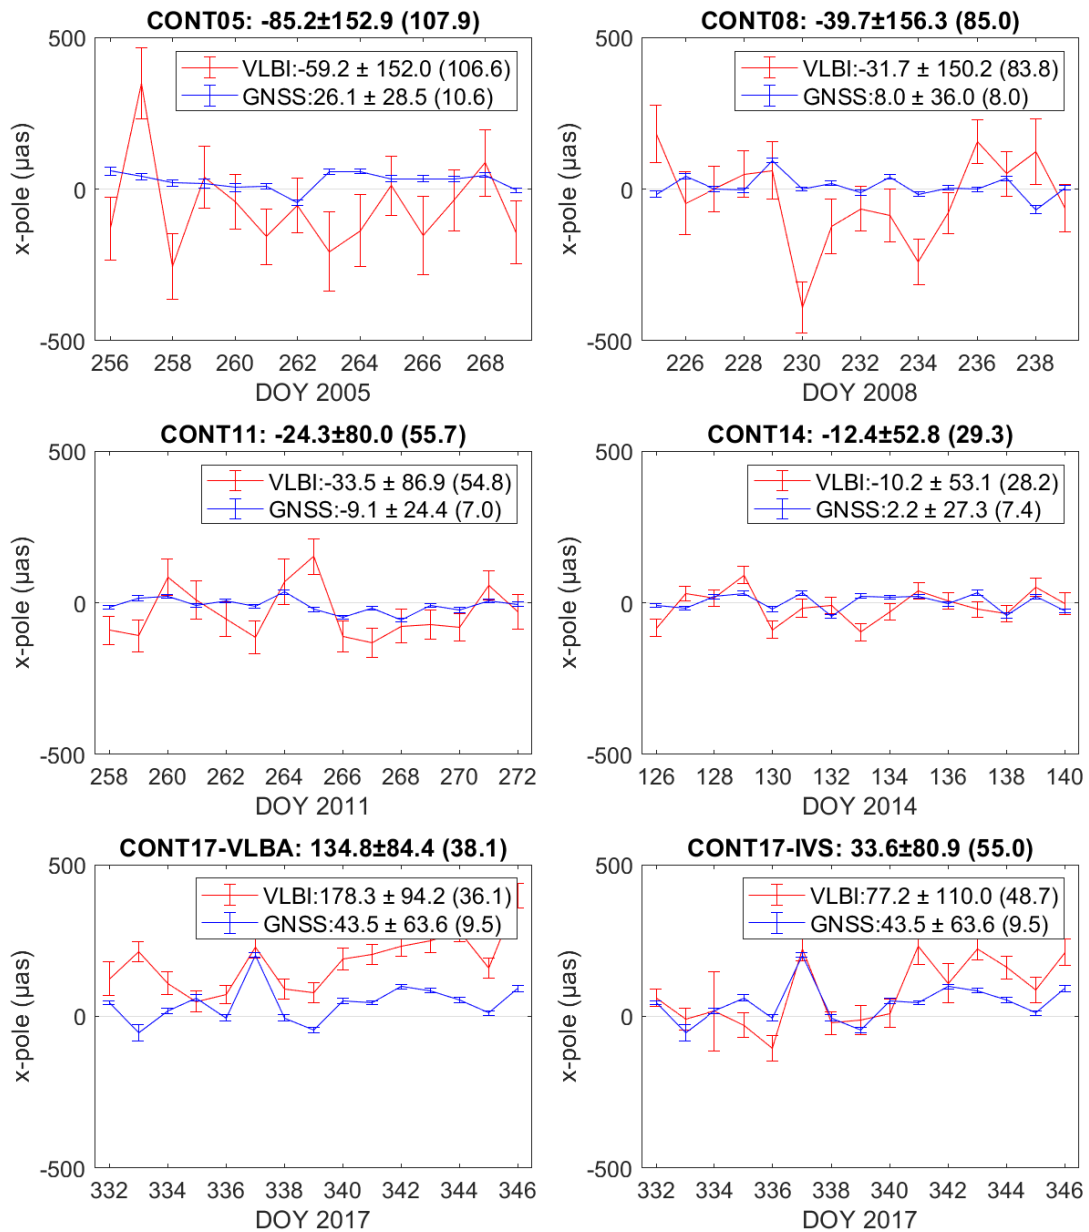 CONT05: -85.2±152.9 (107.9)
500
0
-500
x-pole (µas)
VLBI:-59.2 ± 152.0 (106.6)
GNSS:26.1 ± 28.5 (10.6)
256 258 260 262 264 266 268
DOY 2005
CONT08: -39.7±156.3 (85.0)
500
0
-500
x-pole (µas)
VLBI:-31.7 ± 150.2 (83.8)
GNSS:8.0 ± 36.0 (8.0)
226 228 230 232 234 236 238
DOY 2008
CONT11: -24.3±80.0 (55.7)
500
0
-500
x-pole (µas)
VLBI:-33.5 ± 86.9 (54.8)
GNSS:-9.1 ± 24.4 (7.0)
258 260 262 264 266 268 270 272
DOY 2011
CONT14: -12.4±52.8 (29.3)
500
0
-500
x-pole (µas)
VLBI:-10.2 ± 53.1 (28.2)
GNSS:2.2 ± 27.3 (7.4)
126 128 130 132 134 136 138 140
DOY 2014
CONT17-VLBA: 134.8±84.4 (38.1)
500
0
-500
x-pole (µas)
VLBI:178.3 ± 94.2 (36.1)
GNSS:43.5 ± 63.6 (9.5)
332 334 336 338 340 342 344 346
DOY 2017
CONT17-IVS: 33.6±80.9 (55.0)
500
0
-500
x-pole (µas)
VLBI:77.2 ± 110.0 (48.7)
GNSS:43.5 ± 63.6 (9.5)
332 334 336 338 340 342 344 346
DOY 2017